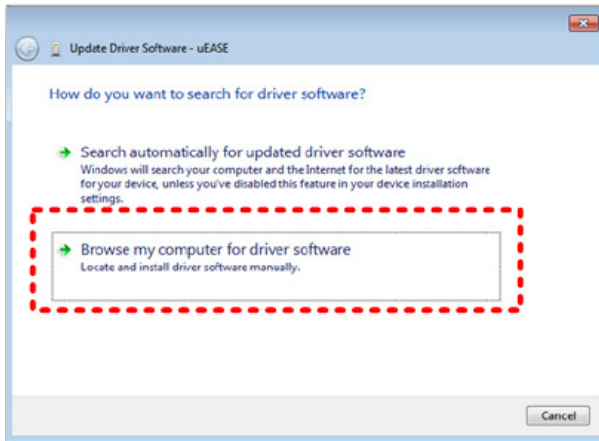 Update Driver Software - uEASE
How do you want to search for driver software?
Search automatically for updated driver software
Windows will search your computer and the Internet for the latest driver software
for your device, unless you've disabled this feature in your device installation
settings.
Browse my computer for driver software
Locate and install driver software manually.
Cancel